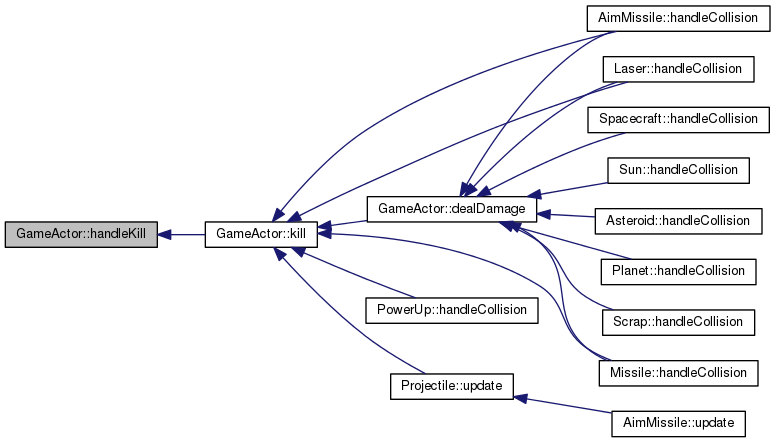 AimMissile::handleCollision
Laser::handleCollision
Spacecraft::handleCollision
Sun::handleCollision
GameActor::dealDamage
Asteroid::handleCollision
GameActor::handleKill
GameActor::kill
Planet::handleCollision
PowerUp::handleCollision
Scrap::handleCollision
Missile::handleCollision
Projectile::update
AimMissile::update